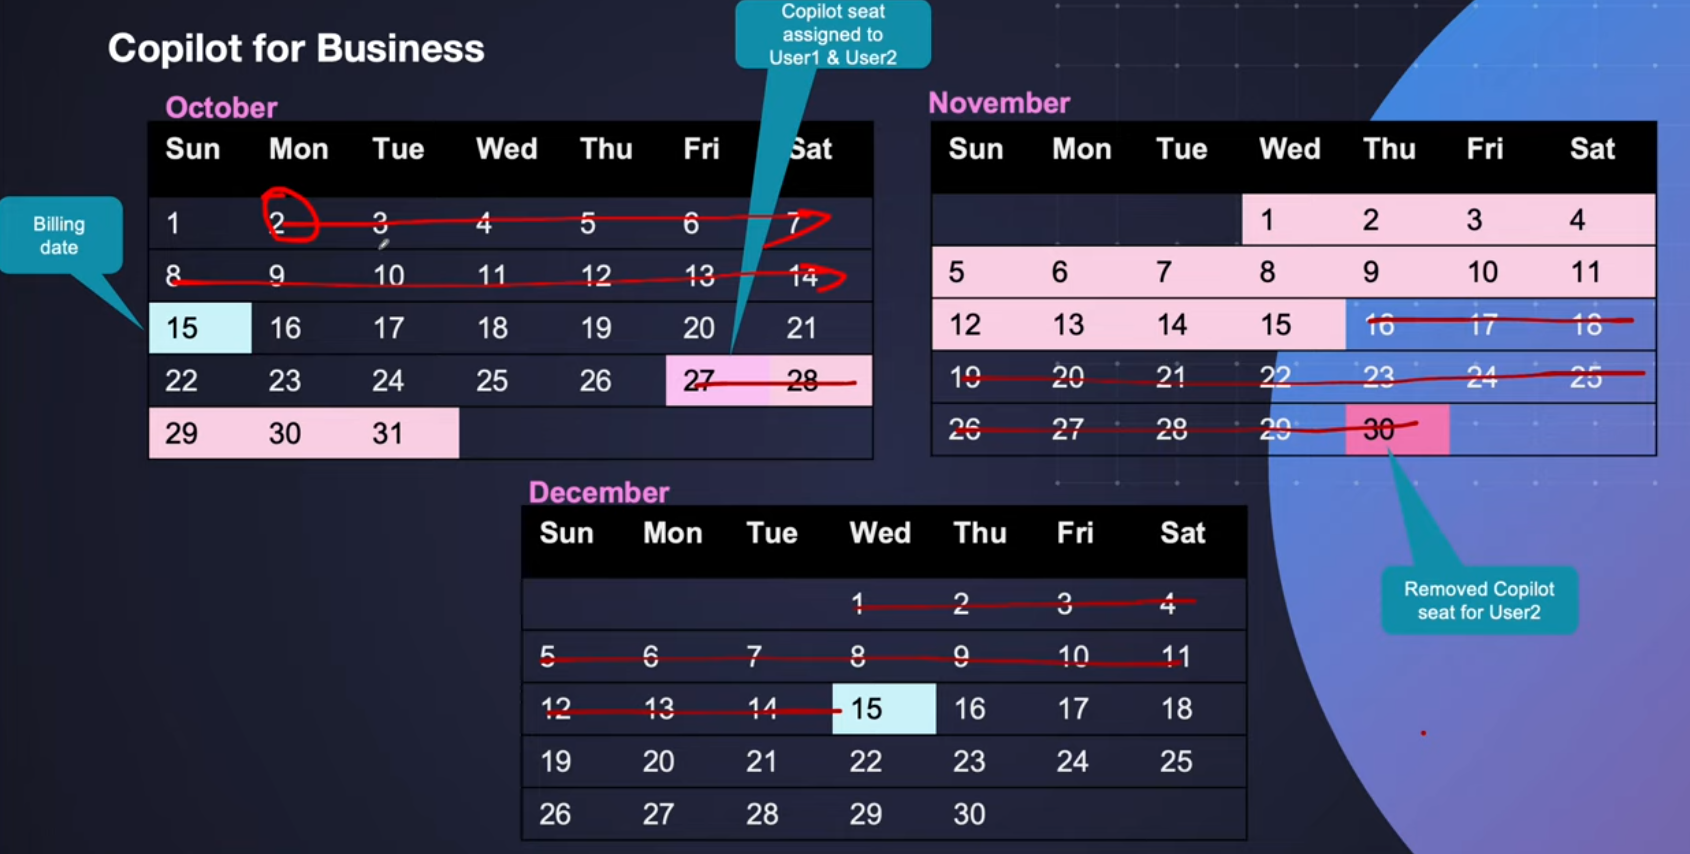 Copilot for Business
Copilot seat
assigned to
User1 & User2
October
Sun Mon Tue Wed Thu Fri Sat
1 2 3 4 5 6 7
8 9 10 11 12 13 14
15 16 17 18 19 20 21
22 23 24 25 26 27 28
29 30 31
Billing
date
November
Sun Mon Tue Wed Thu Fri Sat
1 2 3 4
5 6 7 8 9 10 11
12 13 14 15 16 17 18
19 20 21 22 23 24 25
26 27 28 29 30
Removed Copilot
seat for User2
December
Sun Mon Tue Wed Thu Fri Sat
1 2 3 4
5 6 7 8 9 10 11
12 13 14 15 16 17 18
19 20 21 22 23 24 25
26 27 28 29 30